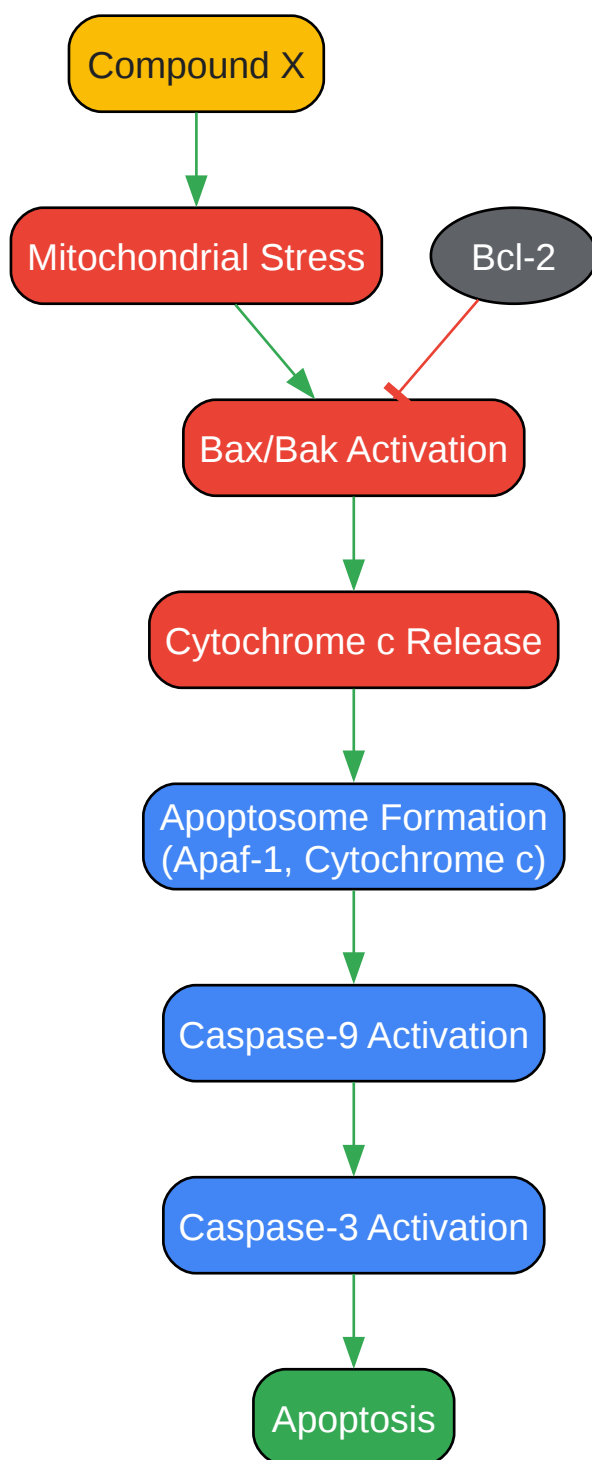 Compound X
Mitochondrial Stress
Bcl-2
Bax/Bak Activation
Cytochrome c Release
Apoptosome Formation
(Apaf-1, Cytochrome c)
Caspase-9 Activation
Caspase-3 Activation
Apoptosis